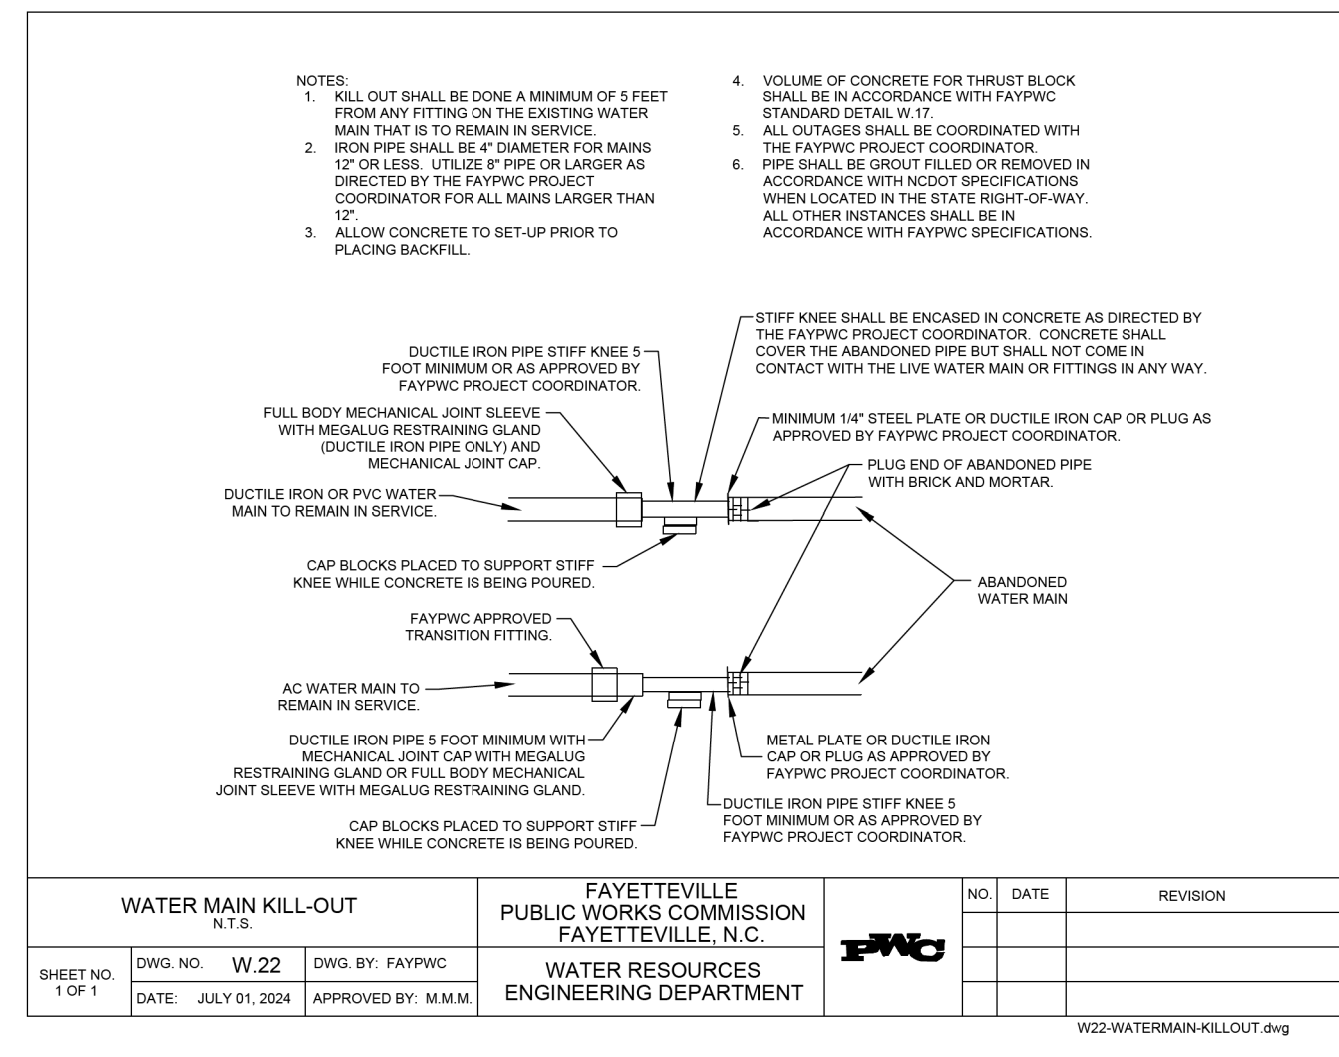 NOTES:
1. KILL OUT SHALL BE DONE A MINIMUM OF 5 FEET
FROM ANY FITTING ON THE EXISTING WATER
MAIN THAT IS TO REMAIN IN SERVICE.
2. IRON PIPE SHALL BE 4" DIAMETER FOR MAINS
12" OR LESS. UTILIZE 8" PIPE OR LARGER AS
DIRECTED BY THE FAYPWC PROJECT
COORDINATOR FOR ALL MAINS LARGER THAN
12".
3. ALLOW CONCRETE TO SET-UP PRIOR TO
PLACING BACKFILL.
4. VOLUME OF CONCRETE FOR THRUST BLOCK
SHALL BE IN ACCORDANCE WITH FAYPWC
STANDARD DETAIL W.17.
5. ALL OUTAGES SHALL BE COORDINATED WITH
THE FAYPWC PROJECT COORDINATOR.
6. PIPE SHALL BE GROUT FILLED OR REMOVED IN
ACCORDANCE WITH NCDOT SPECIFICATIONS
WHEN LOCATED IN THE STATE RIGHT-OF-WAY.
ALL OTHER INSTANCES SHALL BE IN
ACCORDANCE WITH FAYPWC SPECIFICATIONS.
STIFF KNEE SHALL BE ENCASED IN CONCRETE AS DIRECTED BY
THE FAYPWC PROJECT COORDINATOR. CONCRETE SHALL
COVER THE ABANDONED PIPE BUT SHALL NOT COME IN
CONTACT WITH THE LIVE WATER MAIN OR FITTINGS IN ANY WAY.
DUCTILE IRON PIPE STIFF KNEE 5
FOOT MINIMUM OR AS APPROVED BY
FAYPWC PROJECT COORDINATOR.
FULL BODY MECHANICAL JOINT SLEEVE
WITH MEGALUG RESTRAINING GLAND
(DUCTILE IRON PIPE ONLY) AND
MECHANICAL JOINT CAP.
MINIMUM 1/4" STEEL PLATE OR DUCTILE IRON CAP OR PLUG AS
APPROVED BY FAYPWC PROJECT COORDINATOR.
PLUG END OF ABANDONED PIPE
WITH BRICK AND MORTAR.
DUCTILE IRON OR PVC WATER
MAIN TO REMAIN IN SERVICE.
CAP BLOCKS PLACED TO SUPPORT STIFF
KNEE WHILE CONCRETE IS BEING POURED.
ABANDONED
WATER MAIN
FAYPWC APPROVED
TRANSITION FITTING.
AC WATER MAIN TO
REMAIN IN SERVICE.
DUCTILE IRON PIPE 5 FOOT MINIMUM WITH
MECHANICAL JOINT CAP WITH MEGALUG
RESTRAINING GLAND OR FULL BODY MECHANICAL
JOINT SLEEVE WITH MEGALUG RESTRAINING GLAND.
METAL PLATE OR DUCTILE IRON
CAP OR PLUG AS APPROVED BY
FAYPWC PROJECT COORDINATOR.
DUCTILE IRON PIPE STIFF KNEE 5
FOOT MINIMUM OR AS APPROVED BY
FAYPWC PROJECT COORDINATOR.
CAP BLOCKS PLACED TO SUPPORT STIFF
KNEE WHILE CONCRETE IS BEING POURED.
WATER MAIN KILL-OUT
N.T.S.
SHEET NO.
1 OF 1
DWG. NO. W.22
DWG. BY: FAYPWC
DATE: JULY 01, 2024
APPROVED BY: M.M.M.
FAYETTEVILLE
PUBLIC WORKS COMMISSION
FAYETTEVILLE, N.C.
WATER RESOURCES
ENGINEERING DEPARTMENT
PWC
NO. DATE REVISION
W22-WATERMAIN-KILLOUT.dwg